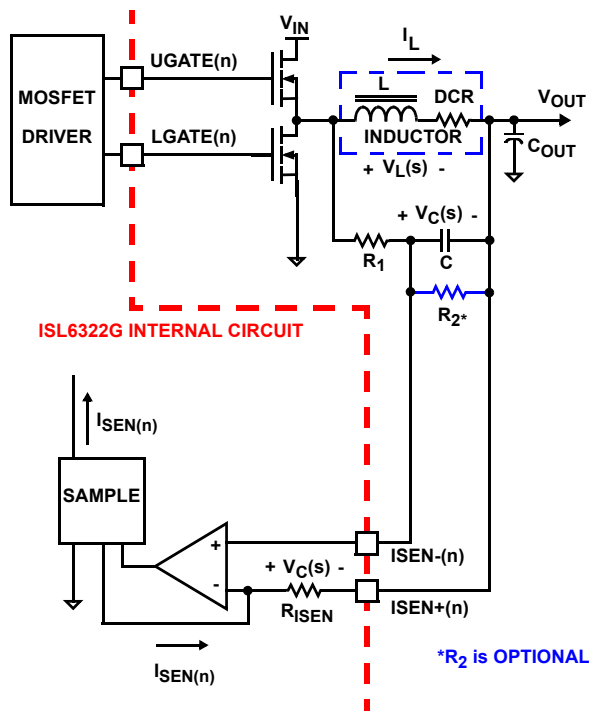 MOSFET
DRIVER
UGATE(n)
LGATE(n)
VIN
IL
L
DCR
INDUCTOR
VOUT
COUT
+ VL(s) -
+ VC(s) -
R1
C
R2*
ISL6322G INTERNAL CIRCUIT
ISEN(n)
SAMPLE
+
-
+ VC(s) -
RISEN
ISEN-(n)
ISEN+(n)
ISEN(n)
*R2 is OPTIONAL